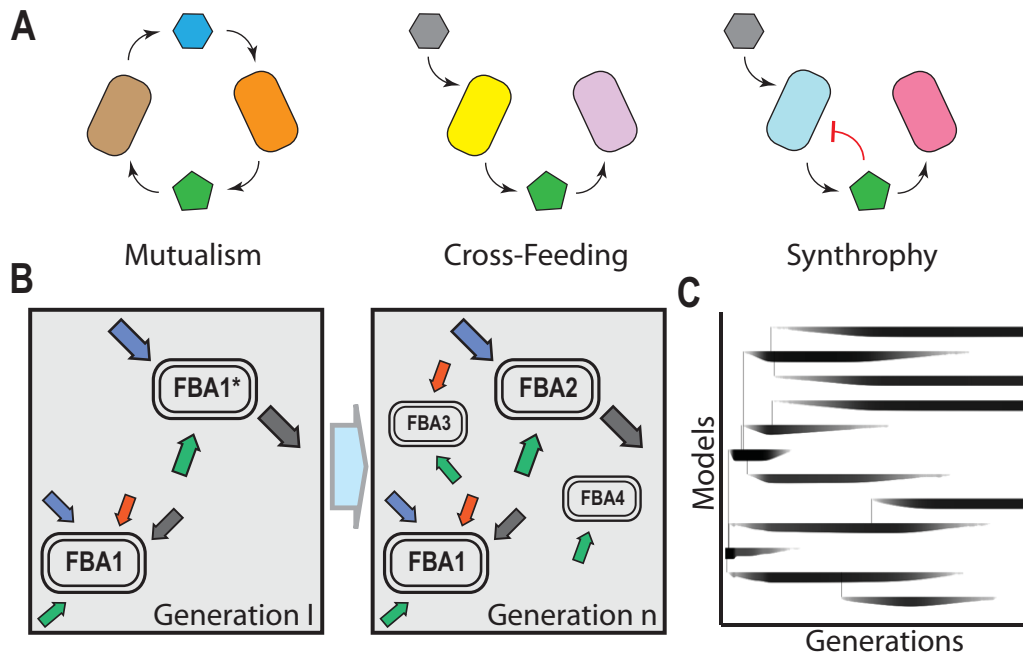 A
Mutualism
Cross-Feeding
Synthrophy
B
FBA1*
FBA1
Generation I
FBA3
FBA2
FBA4
FBA1
Generation n
C
Models
Generations